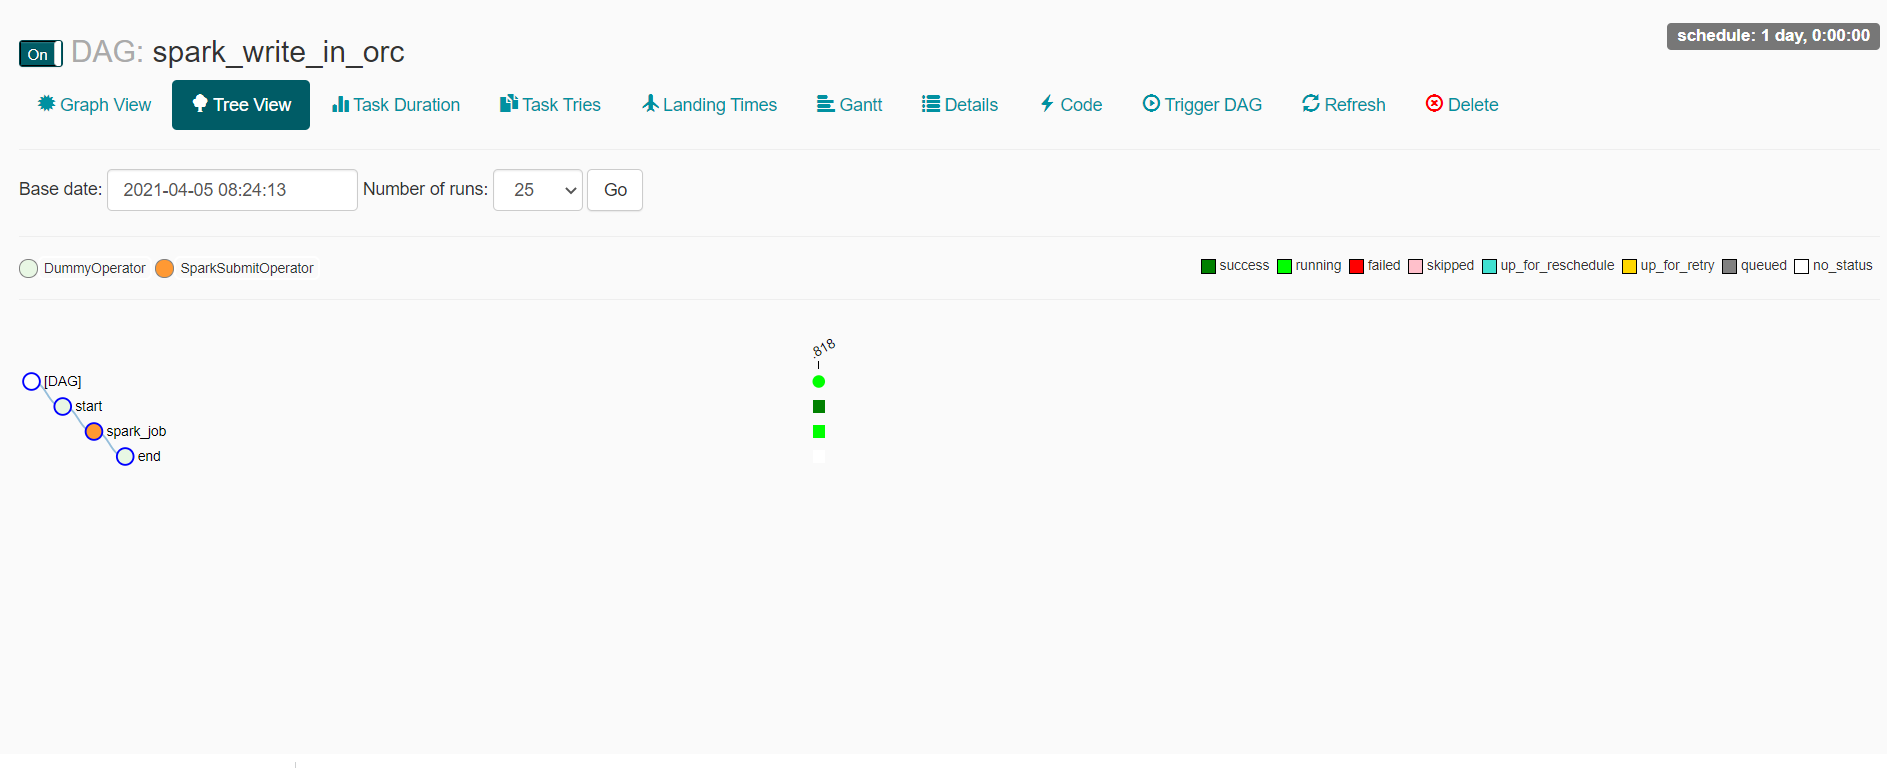 On DAG: spark_write_in_orc
schedule: 1 day, 0:00:00
Graph View Tree View Task Duration Task Tries Landing Times Gantt Details Code Trigger DAG Refresh Delete
Base date: 2021-04-05 08:24:13 Number of runs: 25 Go
DummyOperator SparkSubmitOperator
success running failed skipped up_for_reschedule up_for_retry queued no_status
.818
[DAG]
start
spark_job
end